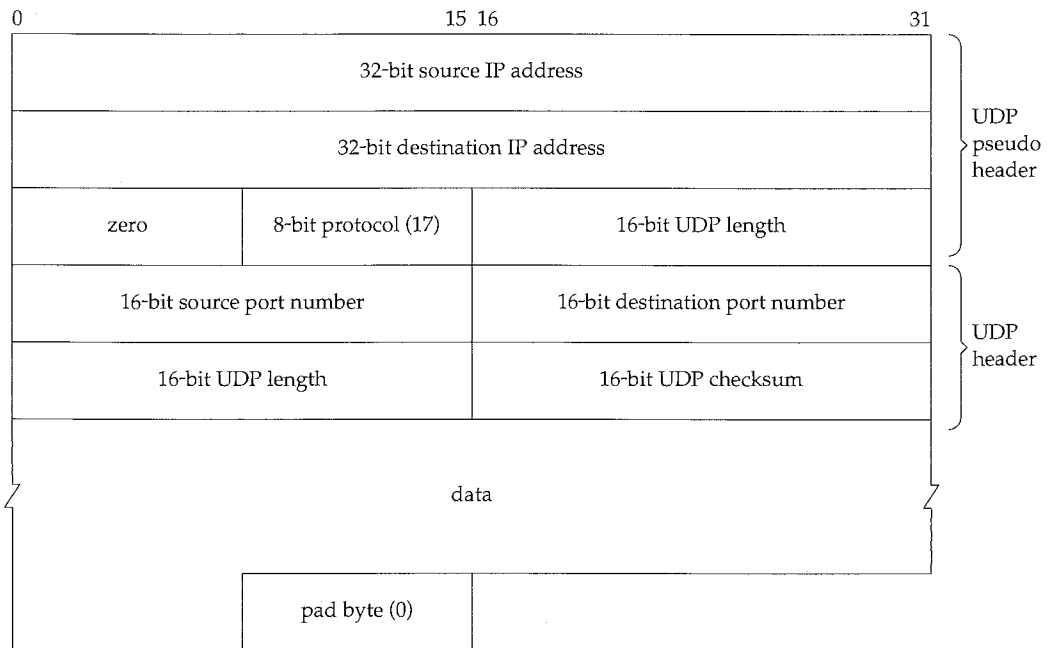 0 15 16 31
32-bit source IP address
32-bit destination IP address
UDP
pseudo
header
zero 8-bit protocol (17) 16-bit UDP length
16-bit source port number 16-bit destination port number
UDP
header
16-bit UDP length 16-bit UDP checksum
data
pad byte (0)